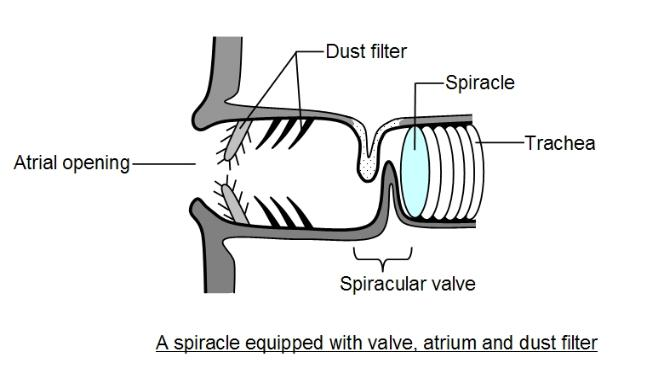 Dust filter
Spiracle
Trachea
Atrial opening
Spiracular valve
A spiracle equipped with valve, atrium and dust filter